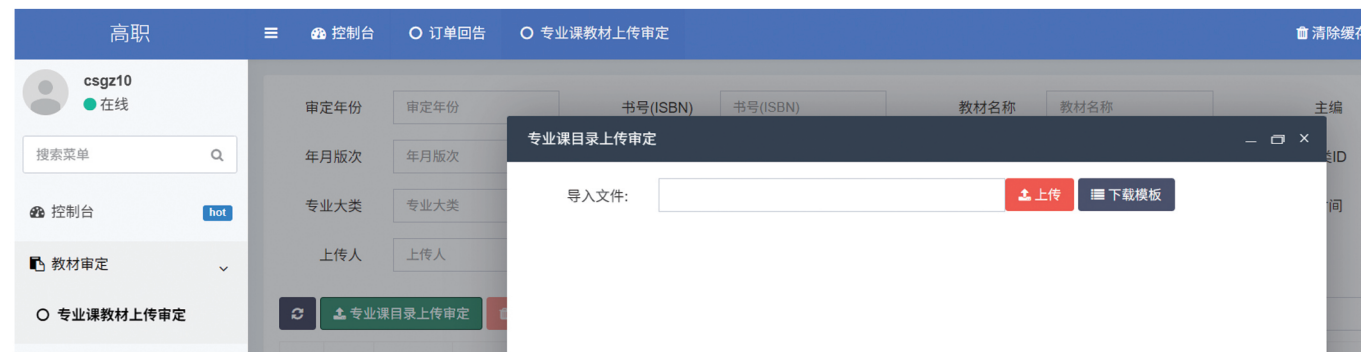 高职
控制台 订单回告 专业课教材上传审定 清除缓存
csgz10
在线
审定年份 审定年份 书号(ISBN) 书号(ISBN) 教材名称 教材名称 主编
专业课目录上传审定
搜索菜单
年月版次 年月版次 ID
导入文件: 上传 下载模板
专业大类 专业大类 间
控制台 hot
上传人 上传人
教材审定
专业课目录上传审定
专业课教材上传审定